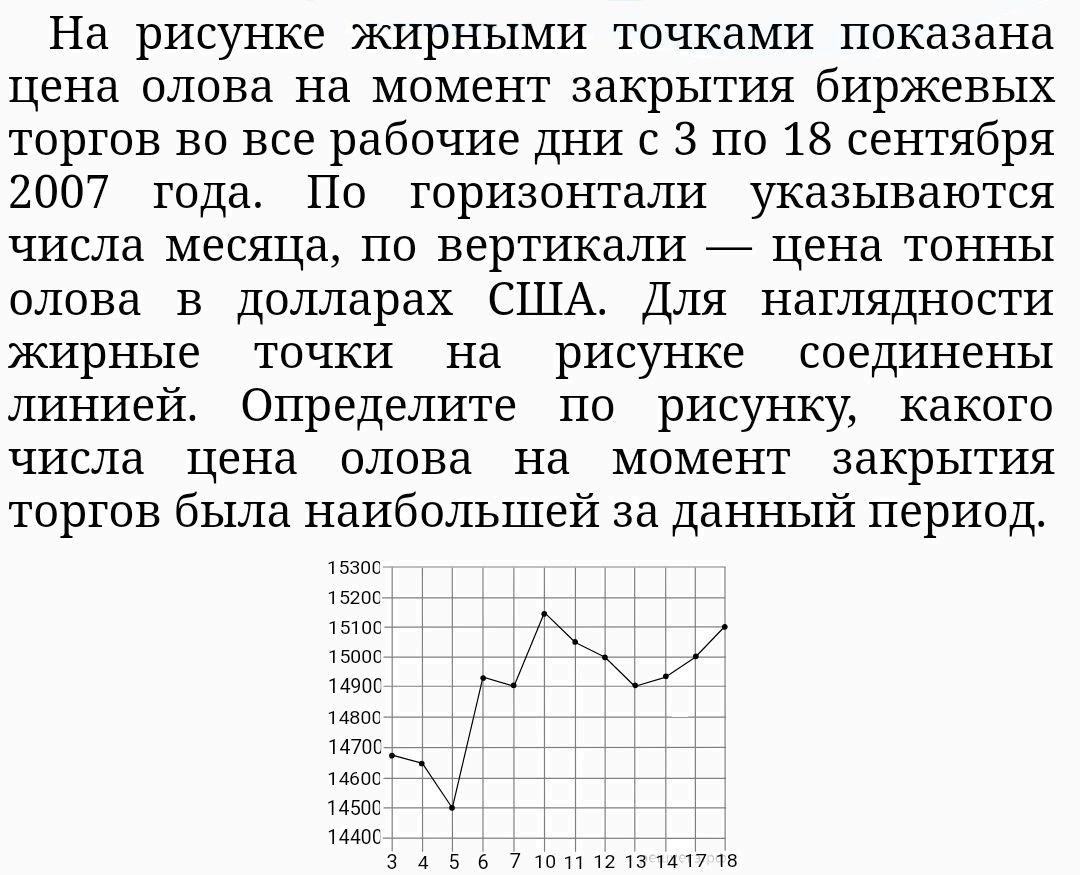 На рисунке жирными точками показана
цена олова на момент закрытия биржевых
торгов во все рабочие дни с 3 по 18 сентября
2007 года. По горизонтали указываются
числа месяца, по вертикали — цена тонны
олова в долларах США. Для наглядности
жирные точки на рисунке соединены
линией. Определите по рисунку, какого
числа цена олова на момент закрытия
торгов была наибольшей за данный период.
15300
15200
15100
15000
14900
14800
14700
14600
14500
14400
3 4 5 6 7 10 11 12 13 14 17 18